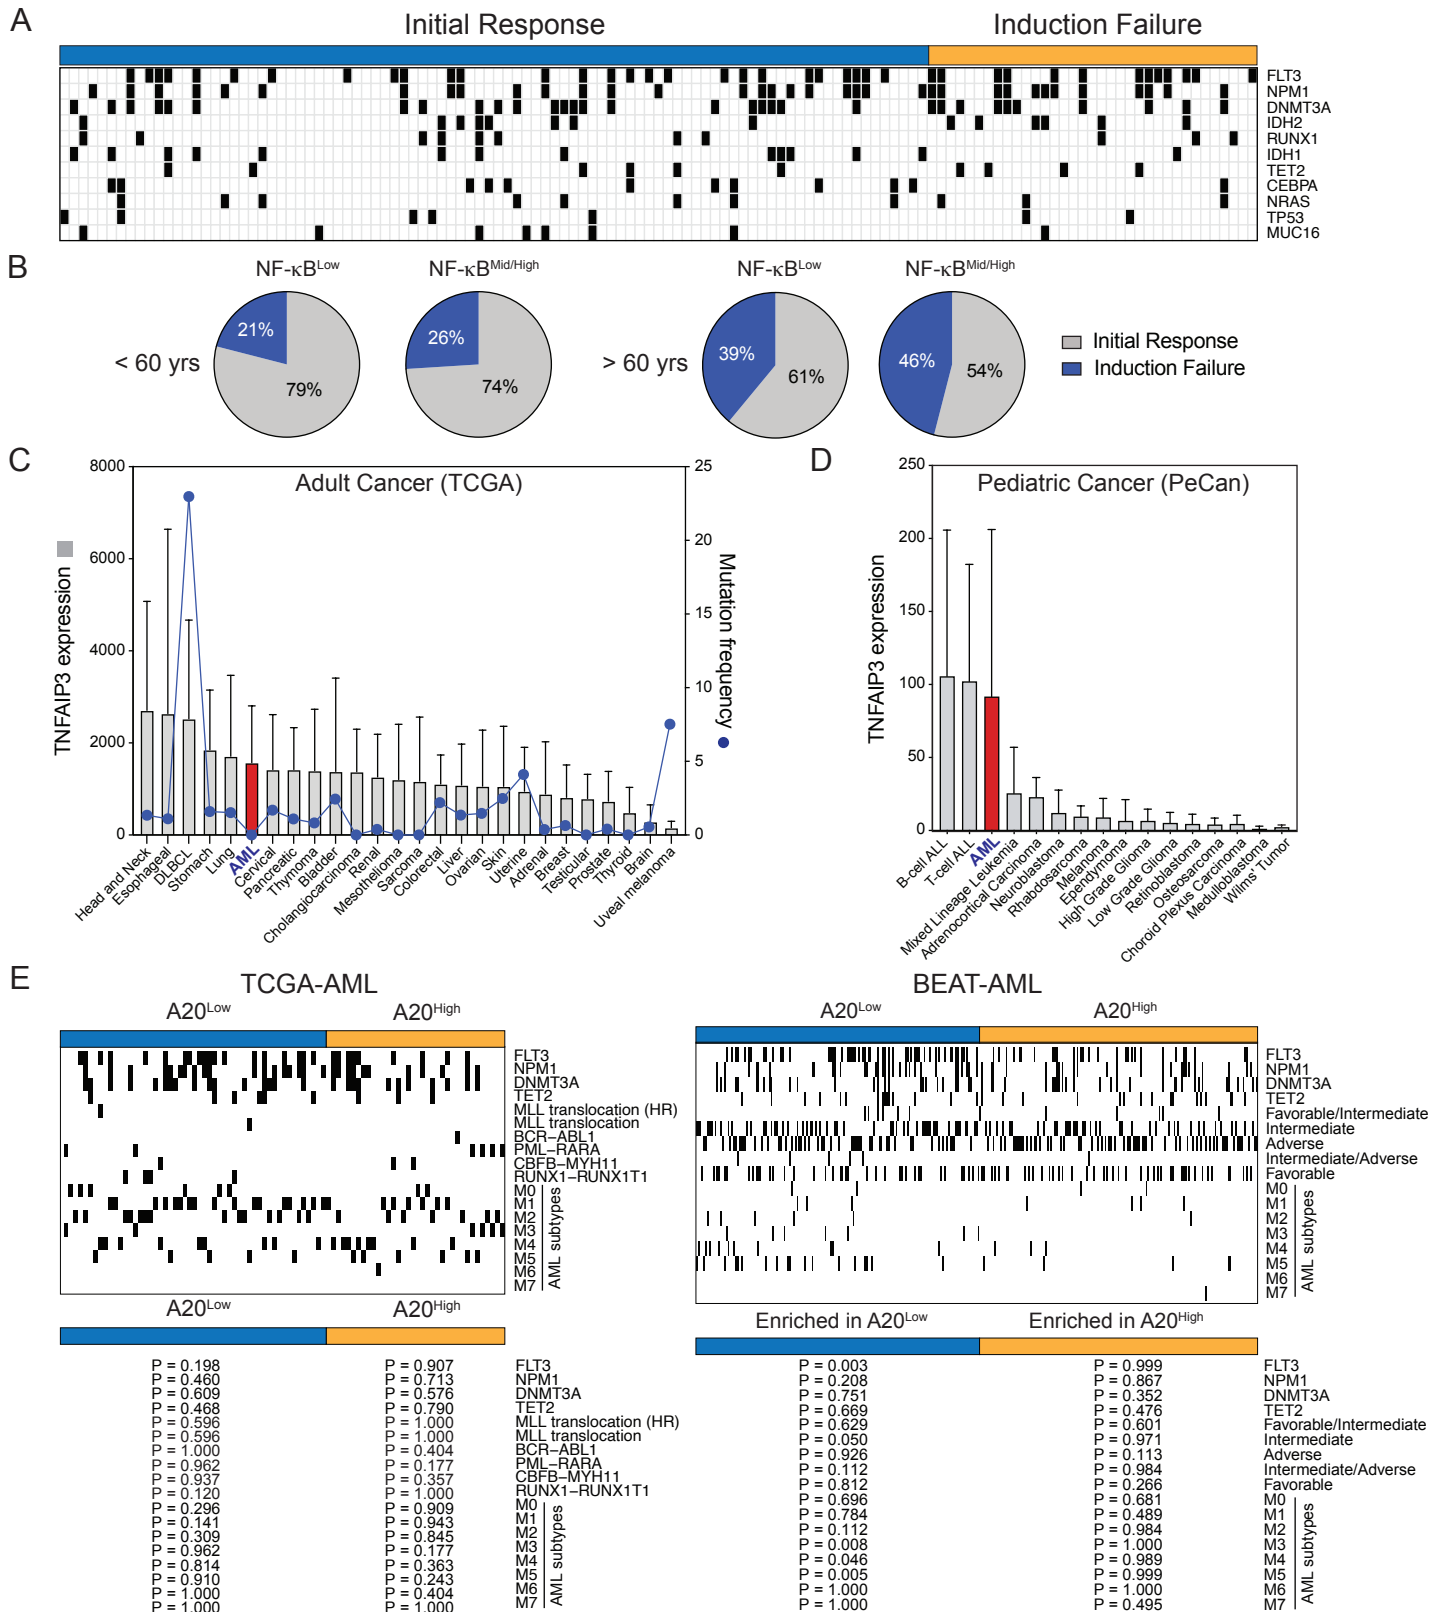 A
Initial Response
Induction Failure
FLT3
NPM1
DNMT3A
IDH2
RUNX1
IDH1
TET2
CEBPA
NRAS
TP53
MUC16
B
NF-κBLow
NF-κBMid/High
NF-κBLow
NF-κBMid/High
< 60 yrs
21%
79%
26%
74%
> 60 yrs
39%
61%
46%
54%
Initial Response
Induction Failure
C
Adult Cancer (TCGA)
TNFAIP3 expression
8000
6000
4000
2000
0
25
20
15
10
5
0
Mutation frequency
Head and Neck
Esophageal
DLBCL
Stomach
Lung
AML
Cervical
Pancreatic
Thymoma
Bladder
Cholangiocarcinoma
Renal
Mesothelioma
Sarcoma
Colorectal
Liver
Ovarian
Skin
Uterine
Adrenal
Breast
Testicular
Prostate
Thyroid
Brain
Uveal melanoma
D
Pediatric Cancer (PeCan)
TNFAIP3 expression
250
200
150
100
50
0
B-cell ALL
T-cell ALL
AML
Mixed Lineage Leukemia
Adrenocortical Carcinoma
Neuroblastoma
Rhabdosarcoma
Melanoma
Ependymoma
High Grade Glioma
Low Grade Glioma
Retinoblastoma
Osteosarcoma
Choroid Plexus Carcinoma
Medulloblastoma
Wilms' Tumor
E
TCGA-AML
A20Low
A20High
FLT3
NPM1
DNMT3A
TET2
MLL translocation (HR)
MLL translocation
BCR−ABL1
PML−RARA
CBFB−MYH11
RUNX1−RUNX1T1
M0
M1
M2
M3
M4
M5
M6
M7
AML subtypes
A20Low
A20High
P = 0.198 P = 0.907 FLT3
P = 0.460 P = 0.713 NPM1
P = 0.609 P = 0.576 DNMT3A
P = 0.468 P = 0.790 TET2
P = 0.596 P = 1.000 MLL translocation (HR)
P = 0.596 P = 1.000 MLL translocation
P = 1.000 P = 0.404 BCR−ABL1
P = 0.962 P = 0.177 PML−RARA
P = 0.937 P = 0.357 CBFB−MYH11
P = 0.120 P = 1.000 RUNX1−RUNX1T1
P = 0.296 P = 0.909 M0
P = 0.141 P = 0.943 M1
P = 0.309 P = 0.845 M2
P = 0.962 P = 0.177 M3
P = 0.814 P = 0.363 M4
P = 0.910 P = 0.243 M5
P = 1.000 P = 0.404 M6
P = 1.000 P = 1.000 M7
AML subtypes
BEAT-AML
A20Low
A20High
FLT3
NPM1
DNMT3A
TET2
Favorable/Intermediate
Intermediate
Adverse
Intermediate/Adverse
Favorable
M0
M1
M2
M3
M4
M5
M6
M7
AML subtypes
Enriched in A20Low
Enriched in A20High
P = 0.003 P = 0.999 FLT3
P = 0.208 P = 0.867 NPM1
P = 0.751 P = 0.352 DNMT3A
P = 0.669 P = 0.476 TET2
P = 0.629 P = 0.601 Favorable/Intermediate
P = 0.050 P = 0.971 Intermediate
P = 0.926 P = 0.113 Adverse
P = 0.112 P = 0.984 Intermediate/Adverse
P = 0.812 P = 0.266 Favorable
P = 0.696 P = 0.681 M0
P = 0.784 P = 0.489 M1
P = 0.112 P = 0.984 M2
P = 0.008 P = 1.000 M3
P = 0.046 P = 0.989 M4
P = 0.005 P = 0.999 M5
P = 1.000 P = 1.000 M6
P = 1.000 P = 0.495 M7
AML subtypes